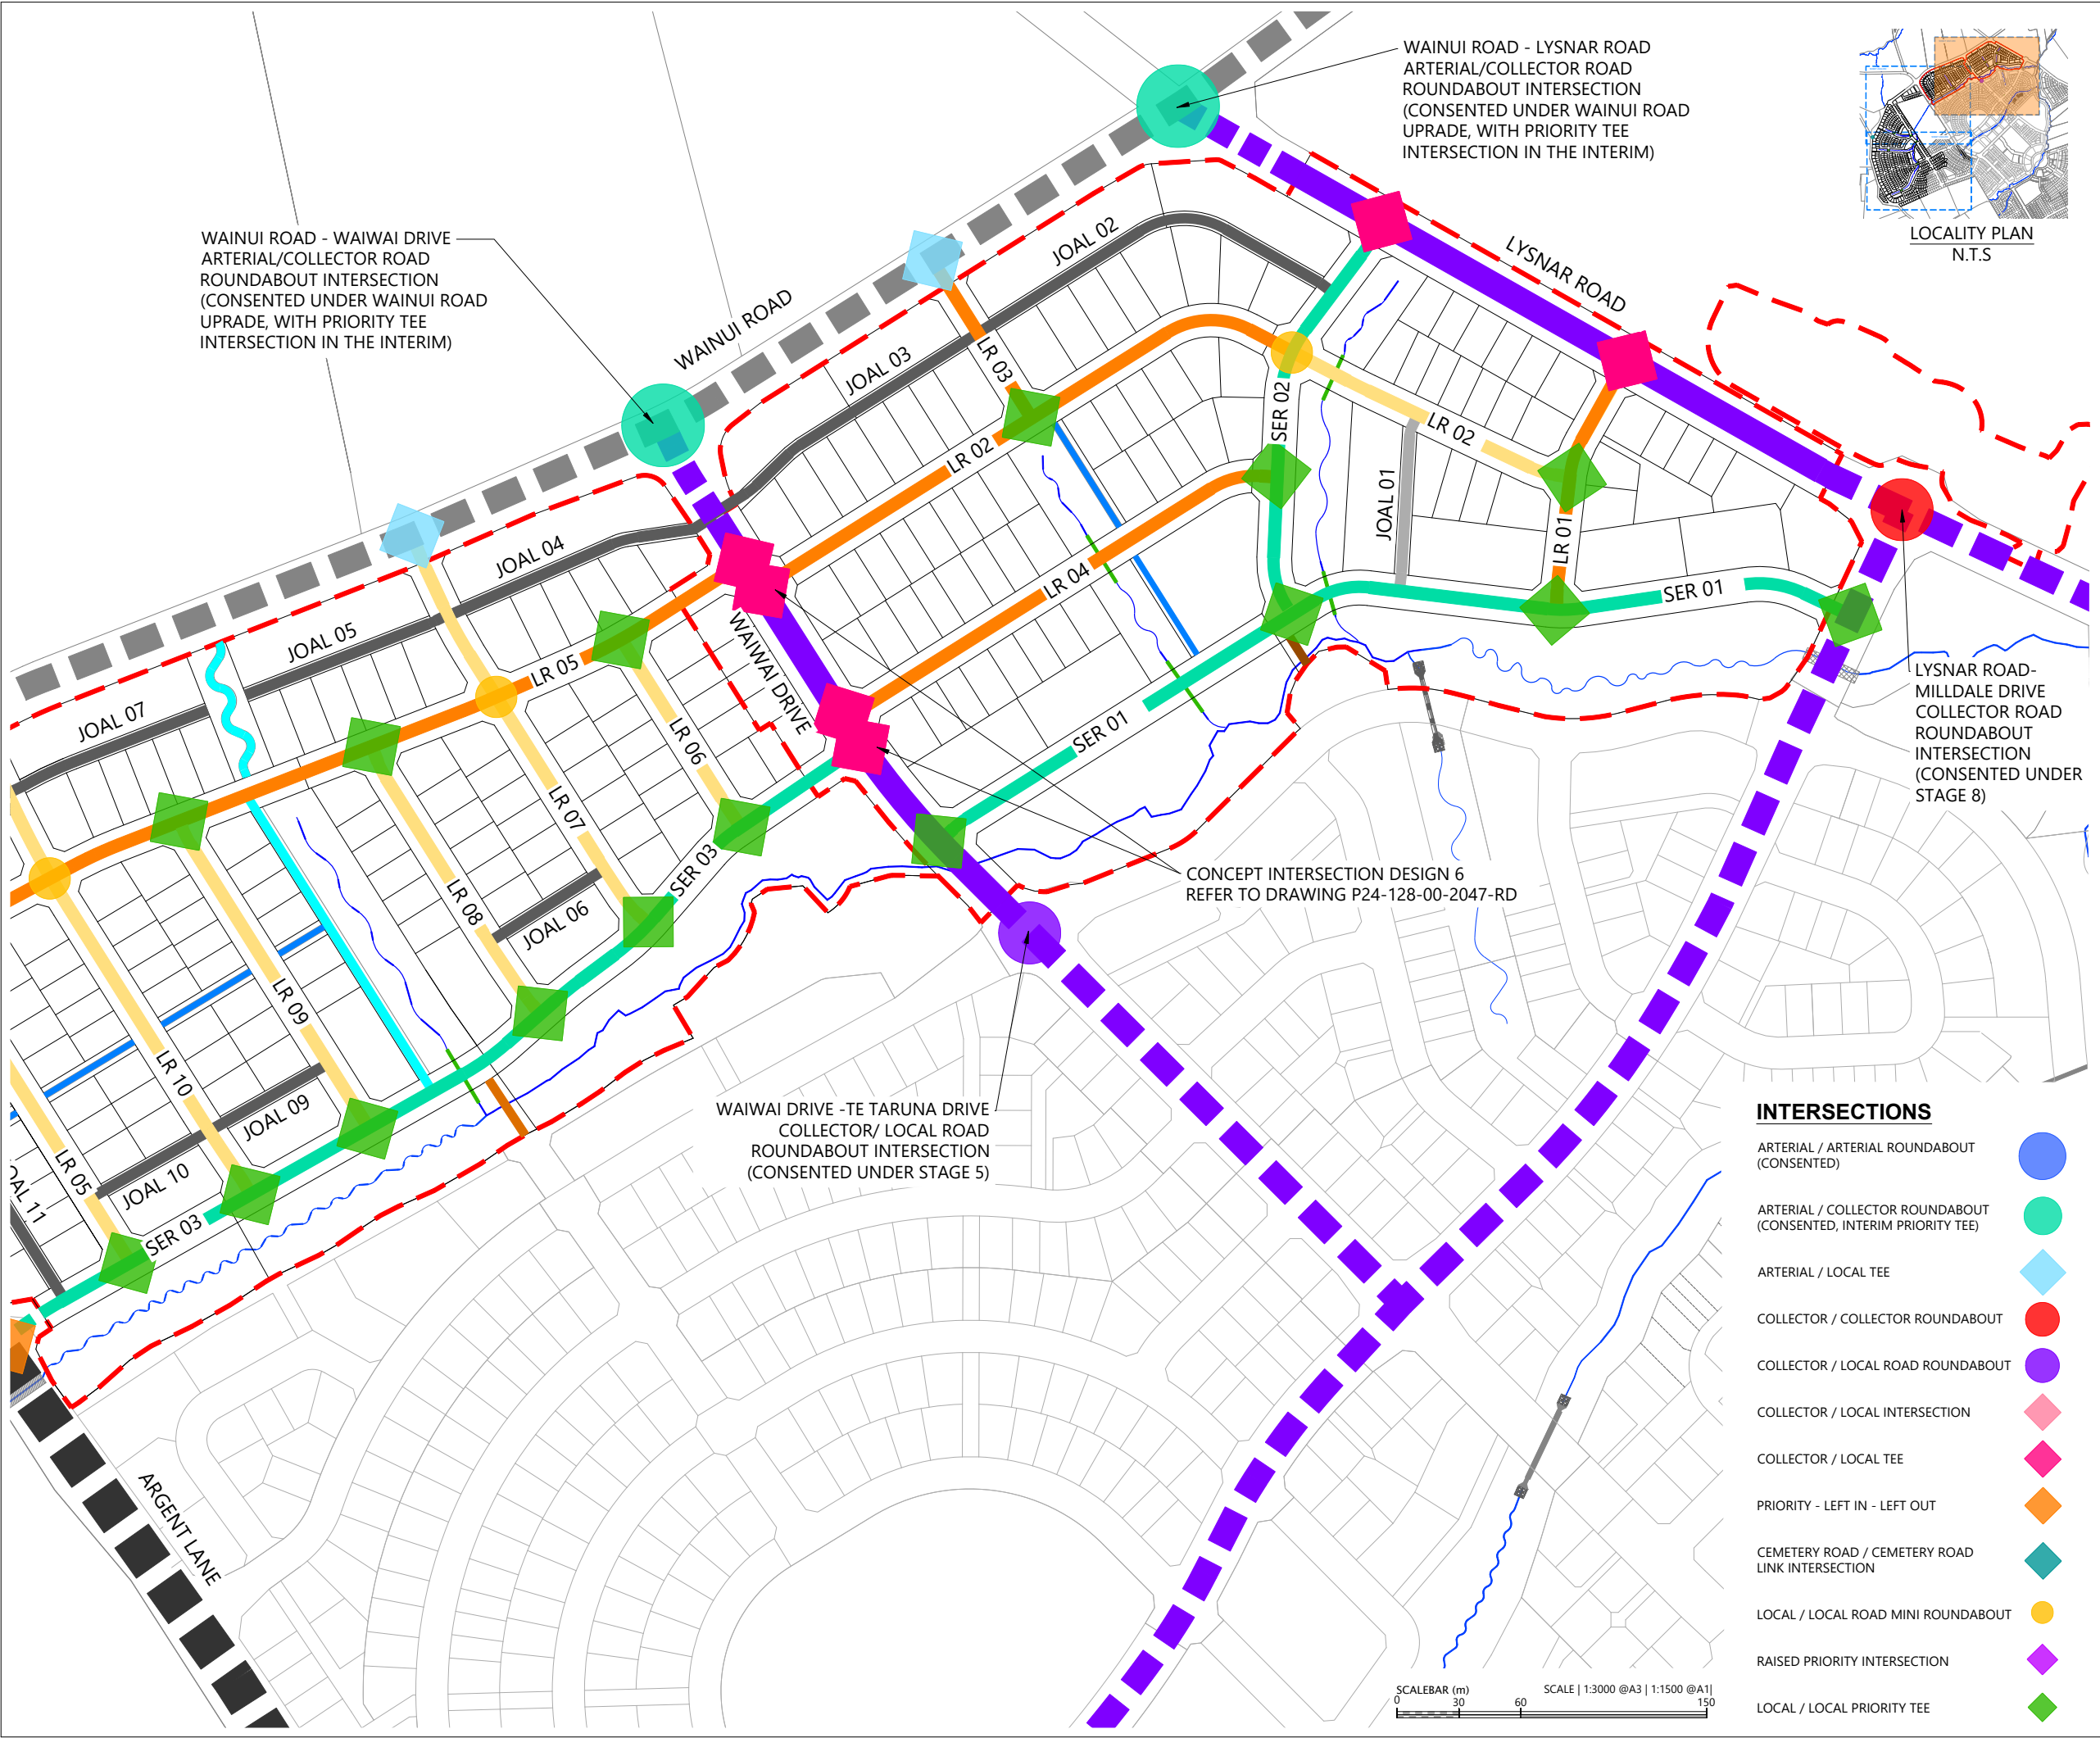 WAINUI ROAD - LYSNAR ROAD
ARTERIAL/COLLECTOR ROAD
ROUNDABOUT INTERSECTION
(CONSENTED UNDER WAINUI ROAD
UPRADE, WITH PRIORITY TEE
INTERSECTION IN THE INTERIM)
LOCALITY PLAN
N.T.S
WAINUI ROAD - WAIWAI DRIVE
ARTERIAL/COLLECTOR ROAD
ROUNDABOUT INTERSECTION
(CONSENTED UNDER WAINUI ROAD
UPRADE, WITH PRIORITY TEE
INTERSECTION IN THE INTERIM)
WAINUI ROAD
JOAL 02
LYSNAR ROAD
JOAL 03
LR 03
LR 02
SER 02
LR 02
JOAL 01
LR 01
JOAL 04
LR 04
SER 01
JOAL 05
LR 05
WAIWAI DRIVE
JOAL 07
LR 06
SER 01
LYSNAR ROAD-
MILLDALE DRIVE
COLLECTOR ROAD
ROUNDABOUT
INTERSECTION
(CONSENTED UNDER
STAGE 8)
LR 07
SER 03
CONCEPT INTERSECTION DESIGN 6
REFER TO DRAWING P24-128-00-2047-RD
LR 08
JOAL 06
LR 09
LR 10
JOAL 09
WAIWAI DRIVE -TE TARUNA DRIVE
COLLECTOR/ LOCAL ROAD
ROUNDABOUT INTERSECTION
(CONSENTED UNDER STAGE 5)
LR 05
JOAL 10
OAL 11
SER 03
ARGENT LANE
INTERSECTIONS
ARTERIAL / ARTERIAL ROUNDABOUT
(CONSENTED)
ARTERIAL / COLLECTOR ROUNDABOUT
(CONSENTED, INTERIM PRIORITY TEE)
ARTERIAL / LOCAL TEE
COLLECTOR / COLLECTOR ROUNDABOUT
COLLECTOR / LOCAL ROAD ROUNDABOUT
COLLECTOR / LOCAL INTERSECTION
COLLECTOR / LOCAL TEE
PRIORITY - LEFT IN - LEFT OUT
CEMETERY ROAD / CEMETERY ROAD
LINK INTERSECTION
LOCAL / LOCAL ROAD MINI ROUNDABOUT
RAISED PRIORITY INTERSECTION
LOCAL / LOCAL PRIORITY TEE
SCALEBAR (m) SCALE | 1:3000 @A3 | 1:1500 @A1|
0 30 60 150